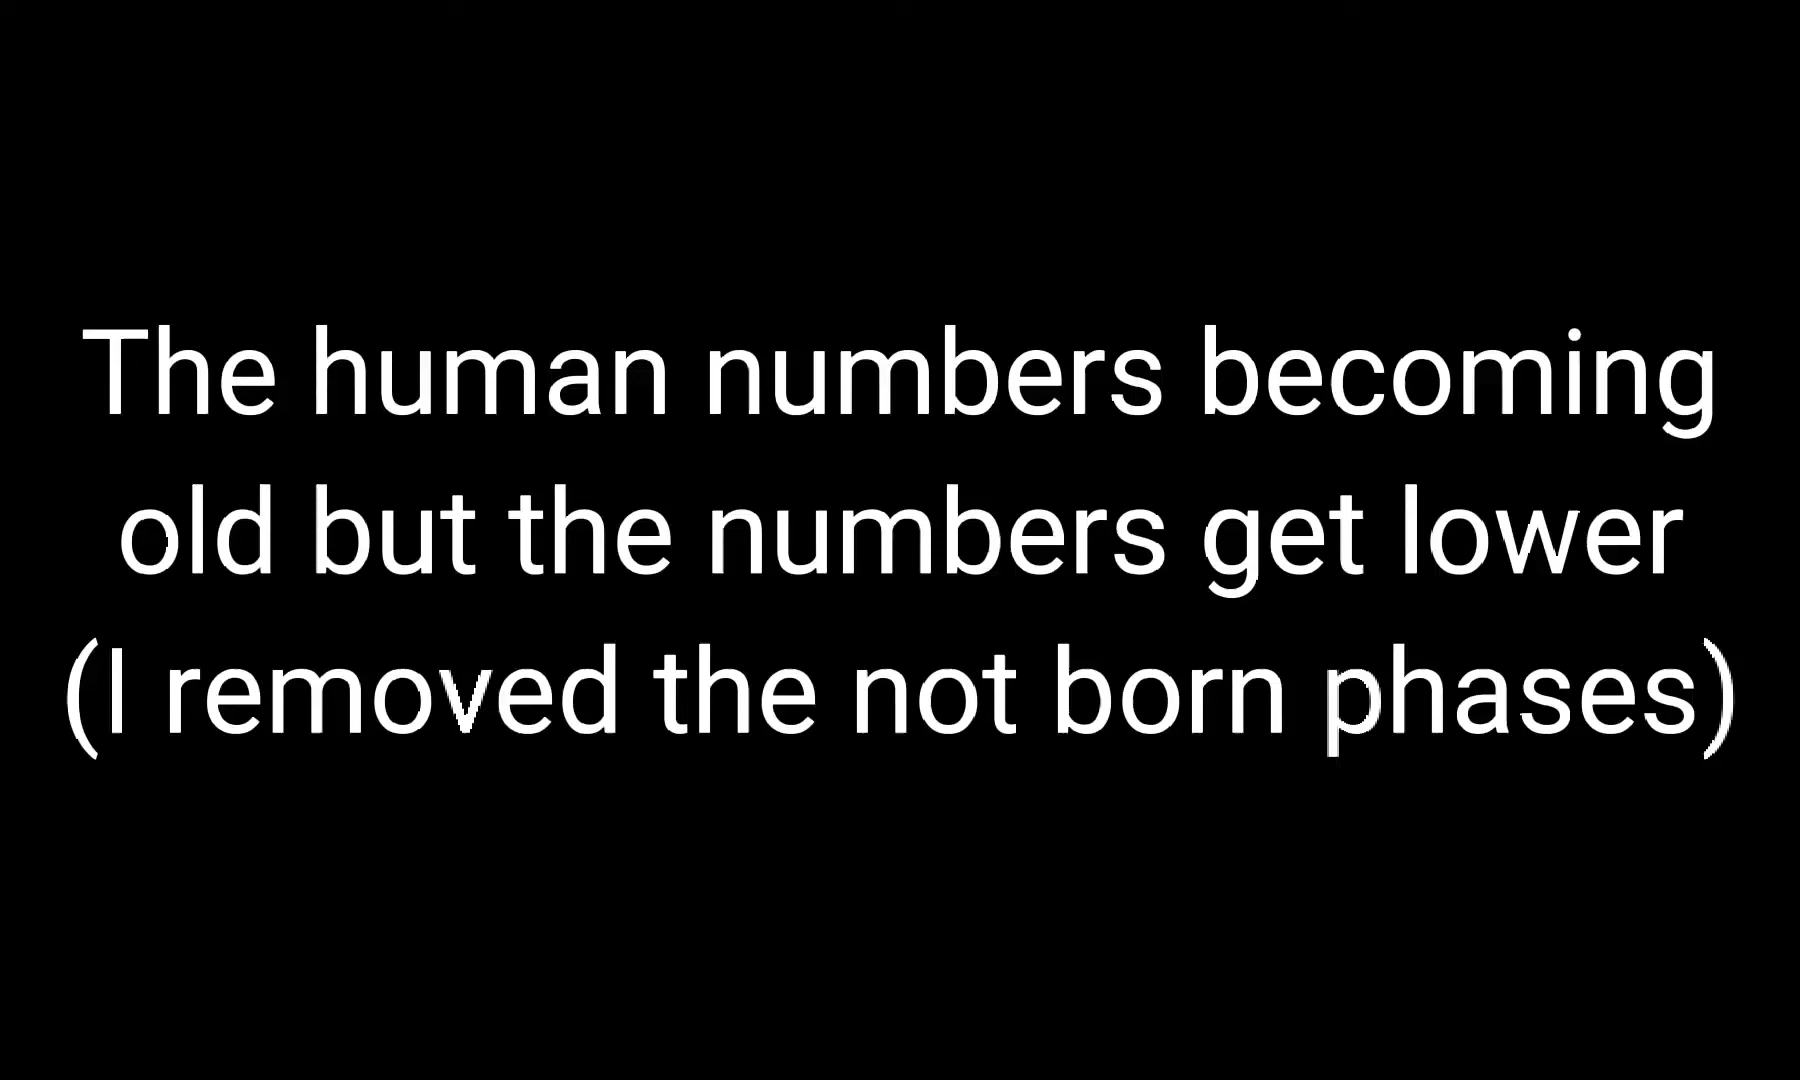 The human numbers becoming
old but the numbers get lower
(I removed the not born phases)